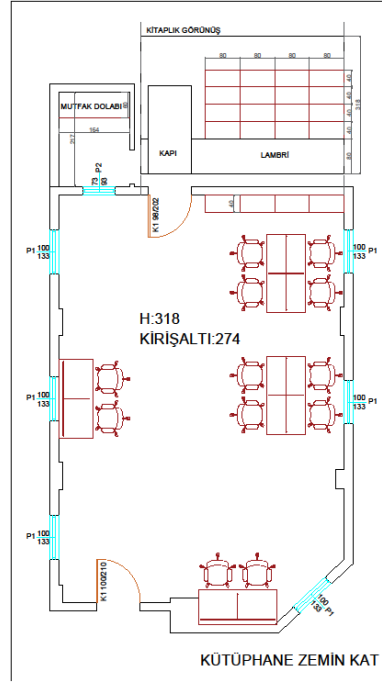 KİTAPLIK GÖRÜNÜŞ
80 80 80 80
40
40
40
40
80
318
MUTFAK DOLABI
164
KAPI
LAMBRİ
73 P2
93
K1 98/202
40
P1 100
133
100 P1
133
H:318
KİRİŞALTI:274
P1 100
133
100 P1
133
P1 100
133
K1 100/210
100 P1
133
KÜTÜPHANE ZEMİN KAT